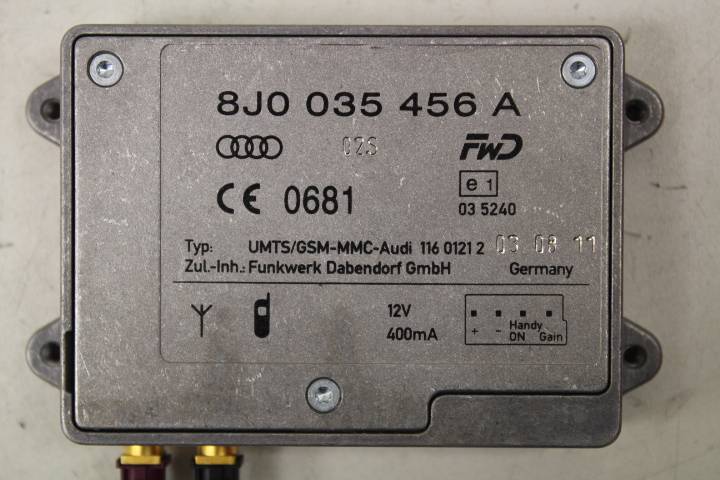 8J0 035 456 A
02S FWD
CE 0681 e 1
03 5240
Typ: UMTS/GSM-MMC-Audi 116 0121 2 03 08 11
Zul.-Inh.: Funkwerk Dabendorf GmbH Germany
12V
400mA
+ - Handy ON Gain